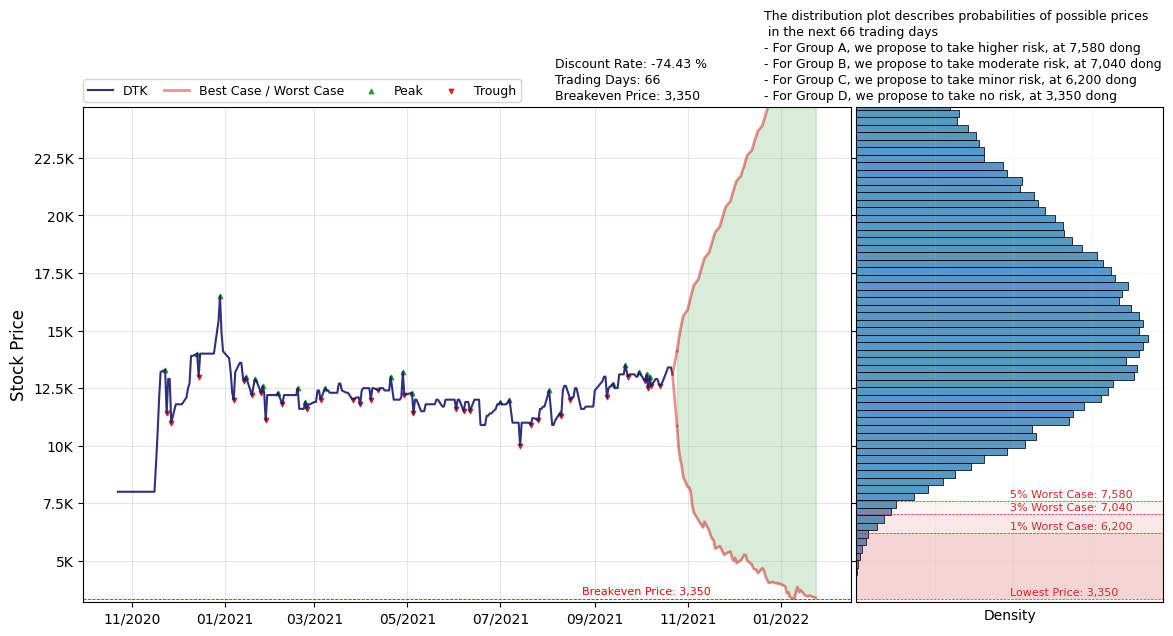 The distribution plot describes probabilities of possible prices
in the next 66 trading days
- For Group A, we propose to take higher risk, at 7,580 dong
- For Group B, we propose to take moderate risk, at 7,040 dong
- For Group C, we propose to take minor risk, at 6,200 dong
- For Group D, we propose to take no risk, at 3,350 dong
Discount Rate: -74.43 %
Trading Days: 66
Breakeven Price: 3,350
DTK
Best Case / Worst Case
Peak
Trough
Stock Price
22.5K
20K
17.5K
15K
12.5K
10K
7.5K
5K
Breakeven Price: 3,350
5% Worst Case: 7,580
3% Worst Case: 7,040
1% Worst Case: 6,200
Lowest Price: 3,350
11/2020
01/2021
03/2021
05/2021
07/2021
09/2021
11/2021
01/2022
Density